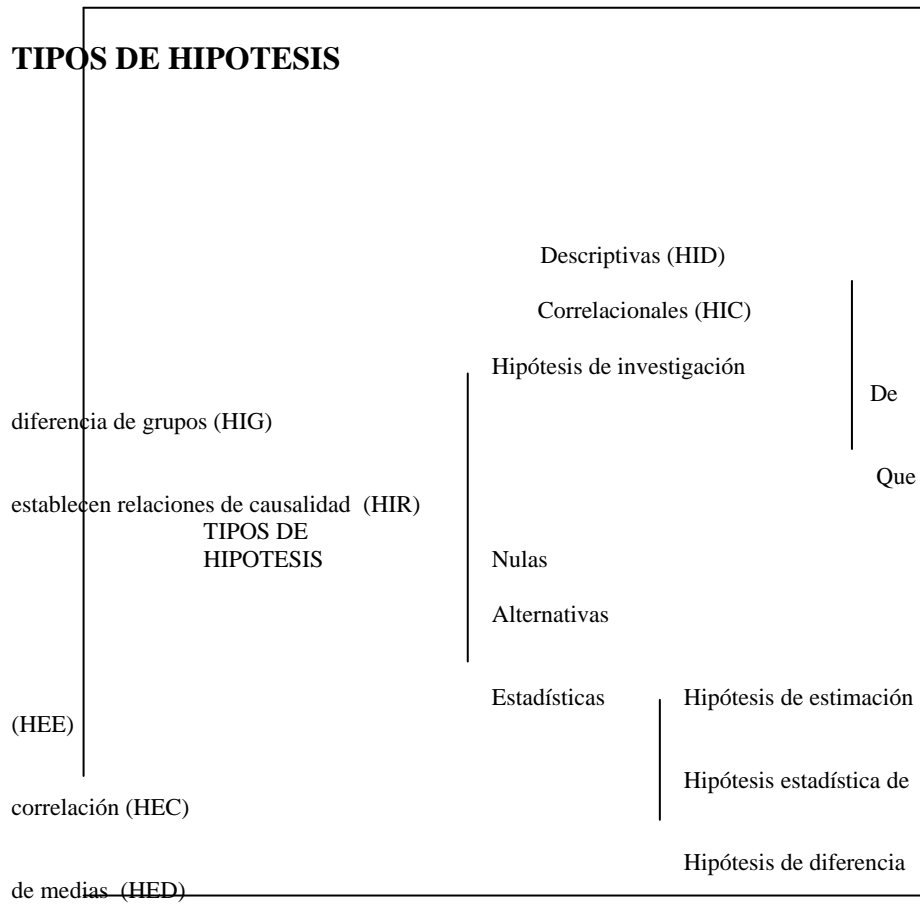 TIPOS DE HIPOTESIS
Descriptivas (HID)
Correlacionales (HIC)
Hipótesis de investigación
De
diferencia de grupos (HIG)
Que
establecen relaciones de causalidad (HIR)
TIPOS DE
HIPOTESIS
Nulas
Alternativas
Estadísticas Hipótesis de estimación
(HEE)
Hipótesis estadística de
correlación (HEC)
Hipótesis de diferencia
de medias (HED)